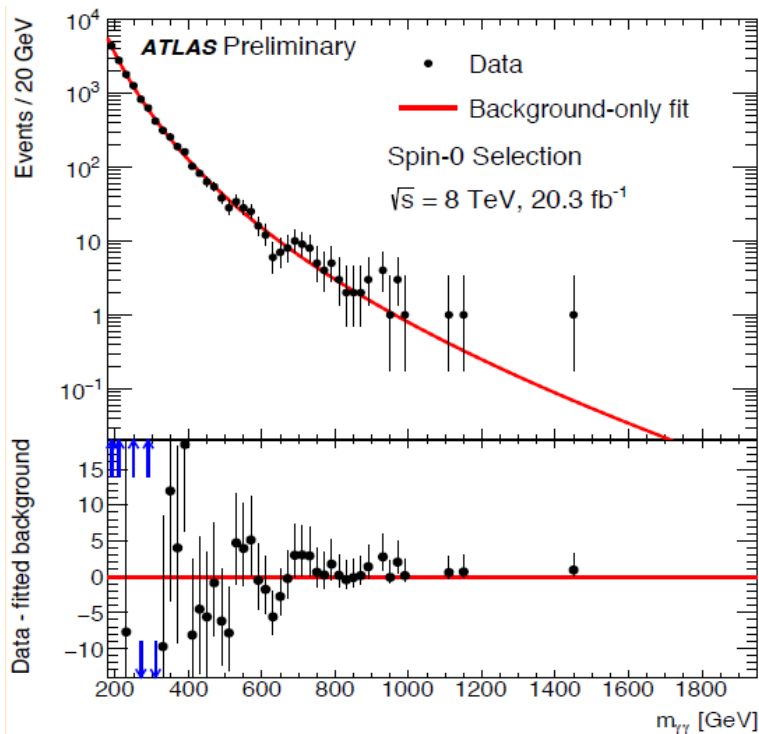 ATLAS Preliminary
Data
Background-only fit
Spin-0 Selection
√s = 8 TeV, 20.3 fb⁻¹
Events / 20 GeV
10⁴
10³
10²
10
1
10⁻¹
Data - fitted background
15
10
5
0
−5
−10
200 400 600 800 1000 1200 1400 1600 1800
m_γγ [GeV]